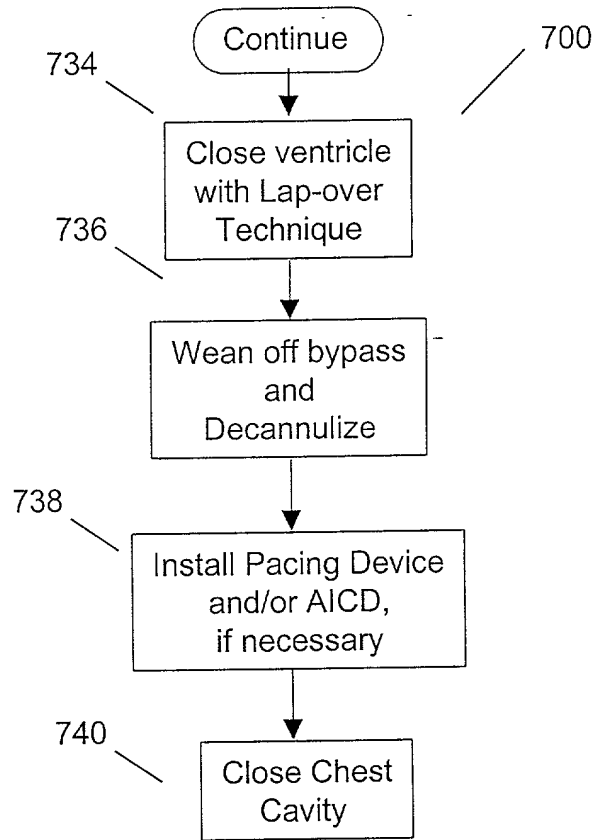 Continue
700
734
Close ventricle
with Lap-over
Technique
736
Wean off bypass
and
Decannulize
738
Install Pacing Device
and/or AICD,
if necessary
740
Close Chest
Cavity